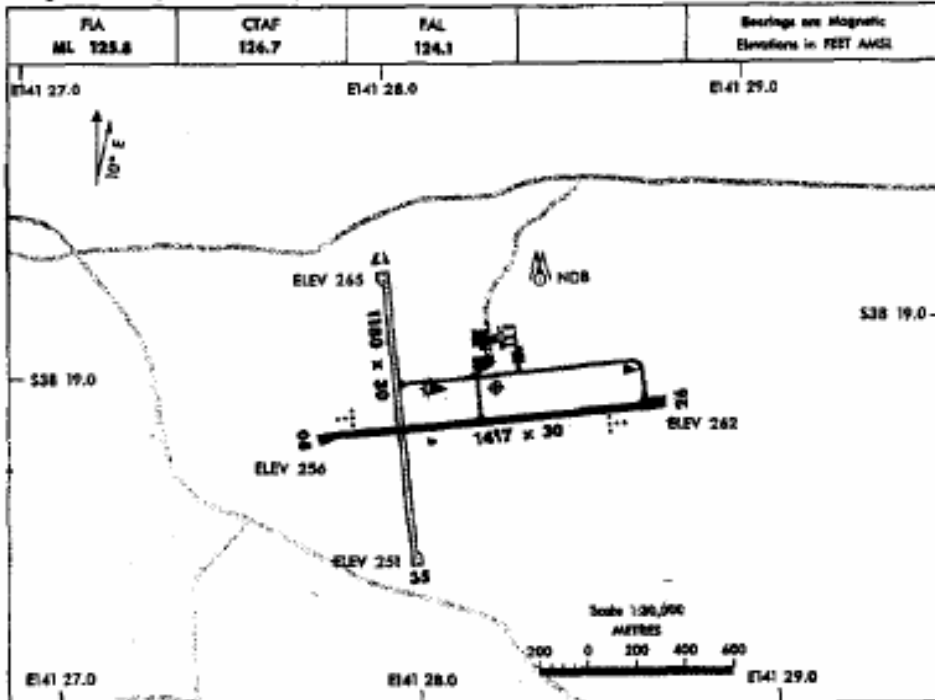 FIA
ML 125.8
CTAF
126.7
PAL
124.1
Bearings are Magnetic
Elevations in FEET AMSL
E141 27.0
E141 28.0
E141 29.0
10° E
17
ELEV 265
NDB
1180 x 30
S38 19.0
S38 19.0
08
1417 x 30
26
ELEV 262
ELEV 256
ELEV 251
35
Scale 1:30,000
METRES
200 0 200 400 600
E141 27.0
E141 28.0
E141 29.0